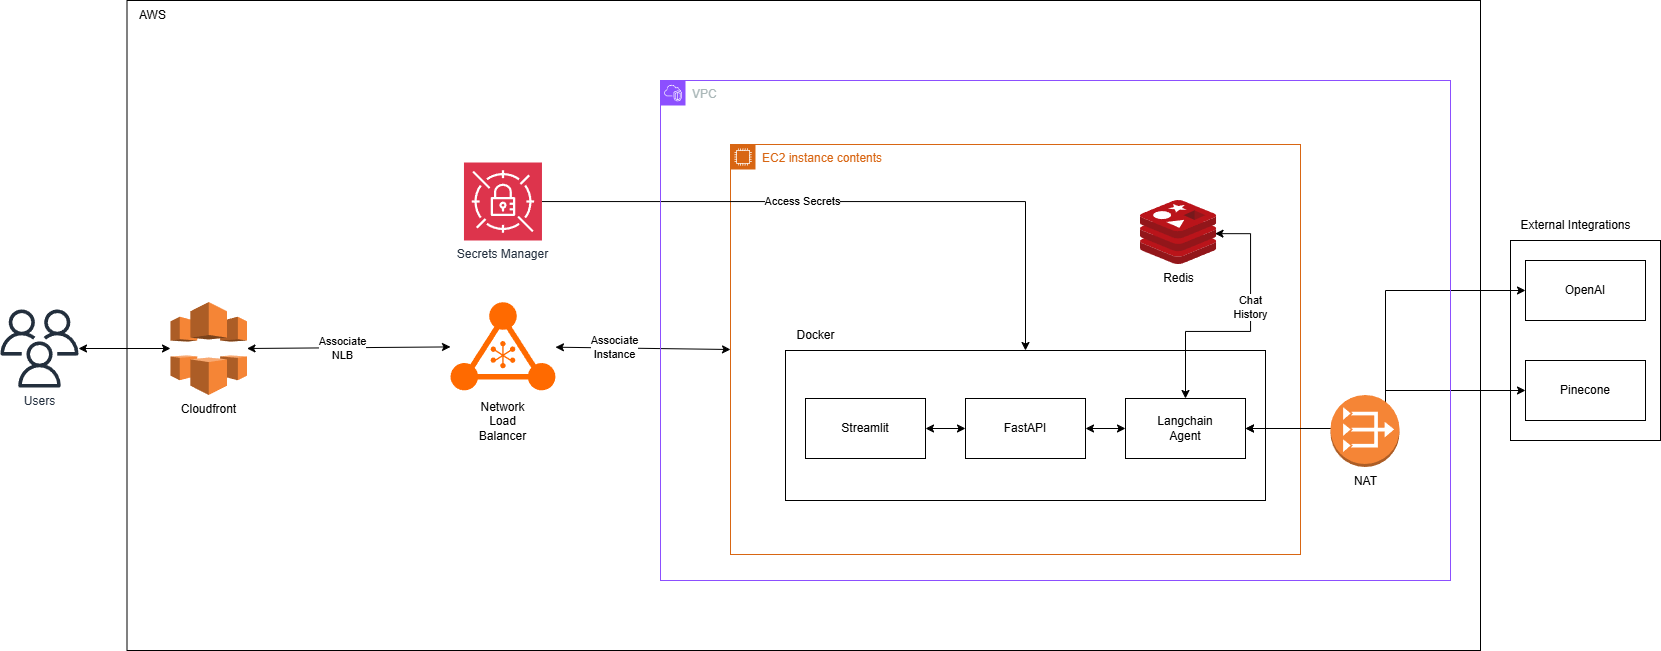 AWS
VPC
EC2 instance contents
Access Secrets
Secrets Manager
Redis
External Integrations
OpenAI
Chat
History
Users
Cloudfront
Associate
NLB
Network
Load
Balancer
Associate
Instance
Docker
Streamlit
FastAPI
Langchain
Agent
Pinecone
NAT